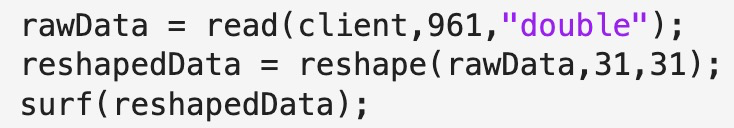 rawData = read(client,961,"double");
reshapedData = reshape(rawData,31,31);
surf(reshapedData);